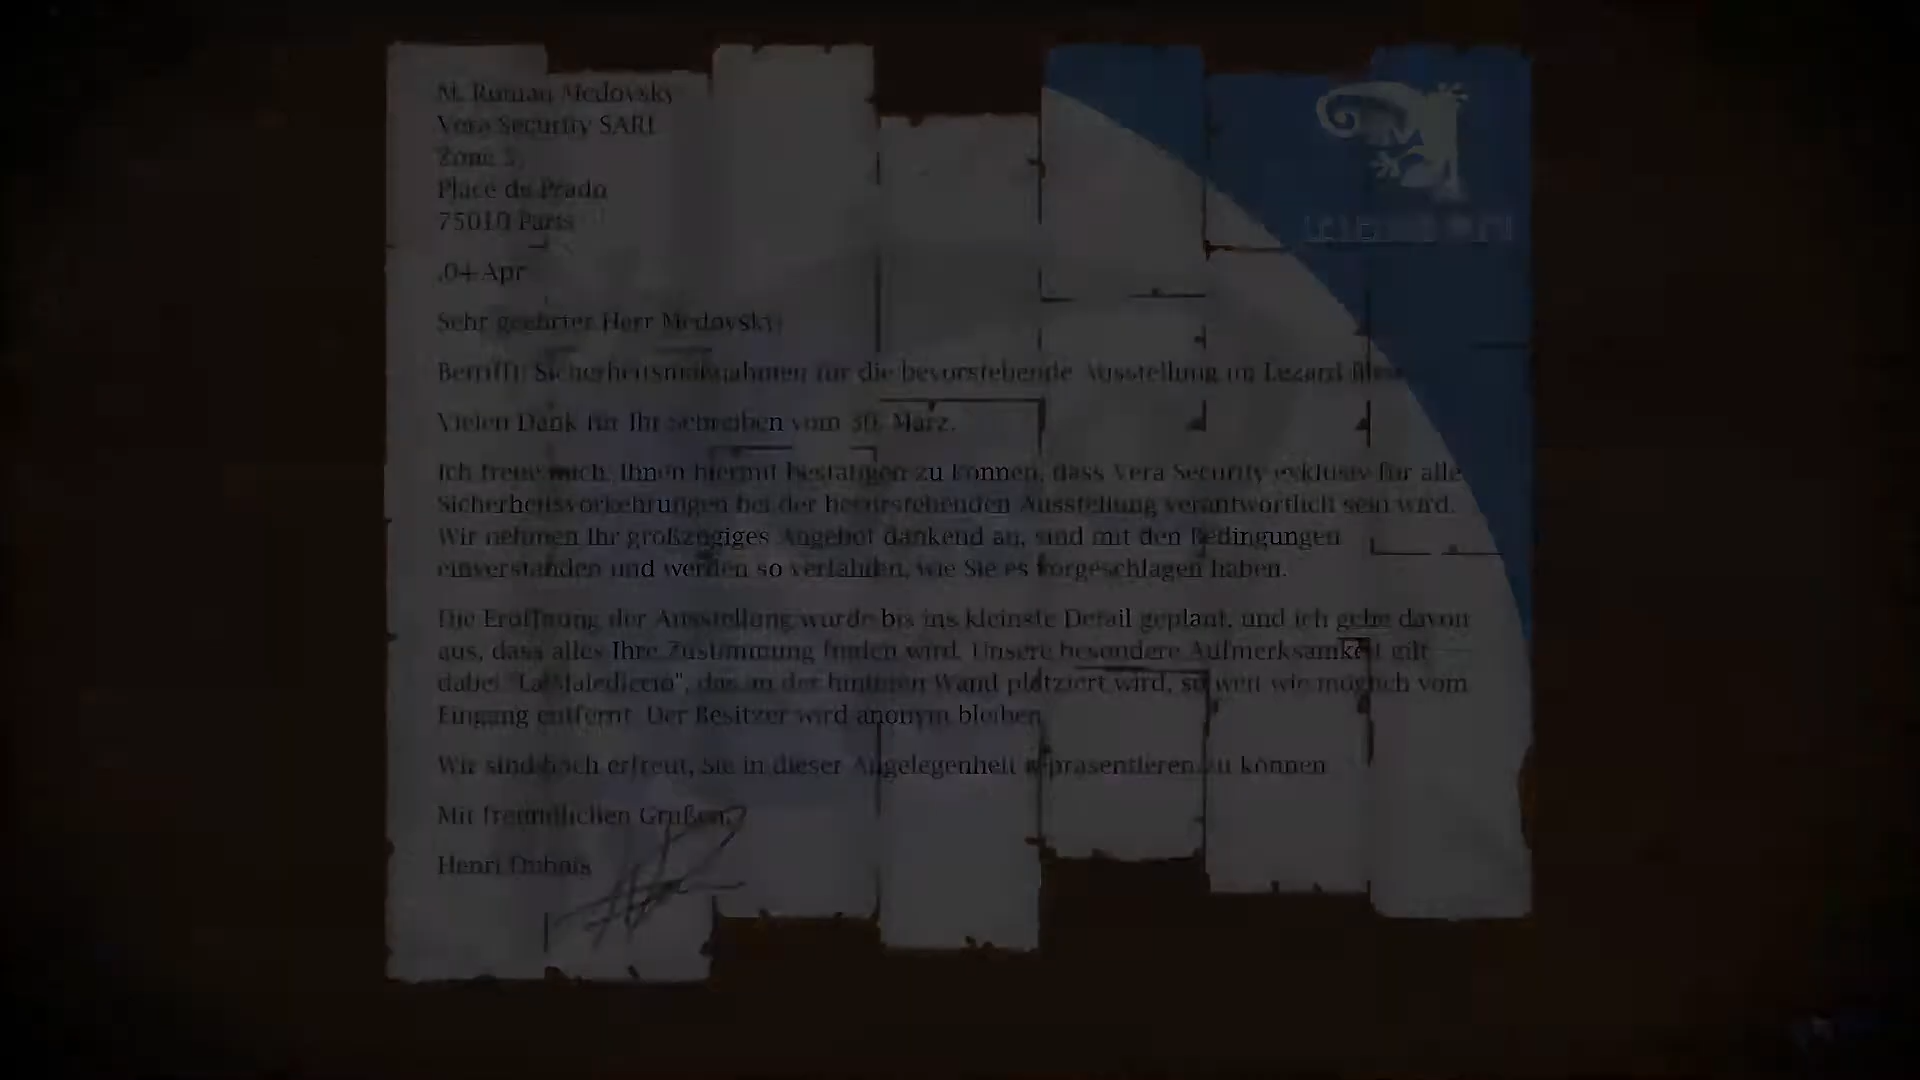 M. Roman Medovsky
Vera Security SARL
Zone 3,
Place du Prado
75010 Paris
04 Apr
Sehr geehrter Herr Medovsky,
Betrifft: Sicherheitsmaßnahmen für die bevorstehende Ausstellung im Lezard
Vielen Dank für Ihr Schreiben vom 30. März.
Ich freue mich, Ihnen hiermit bestätigen zu können, dass Vera Security exklusiv für alle
Sicherheitsvorkehrungen bei der bevorstehenden Ausstellung verantwortlich sein wird.
Wir nehmen Ihr großzügiges Angebot dankend an, sind mit den Bedingungen
einverstanden und werden so verfahren, wie Sie es vorgeschlagen haben.
Die Eröffnung der Ausstellung wurde bis ins kleinste Detail geplant, und ich gehe davon
aus, dass alles Ihre Zustimmung finden wird. Unsere besondere Aufmerksamkeit gilt
dabei "La Maledicció", das an der hinteren Wand platziert wird, so weit wie möglich vom
Eingang entfernt. Der Besitzer wird anonym bleiben.
Wir sind hoch erfreut, Sie in dieser Angelegenheit repräsentieren zu können.
Mit freundlichen Grüßen,
Henri Dubois